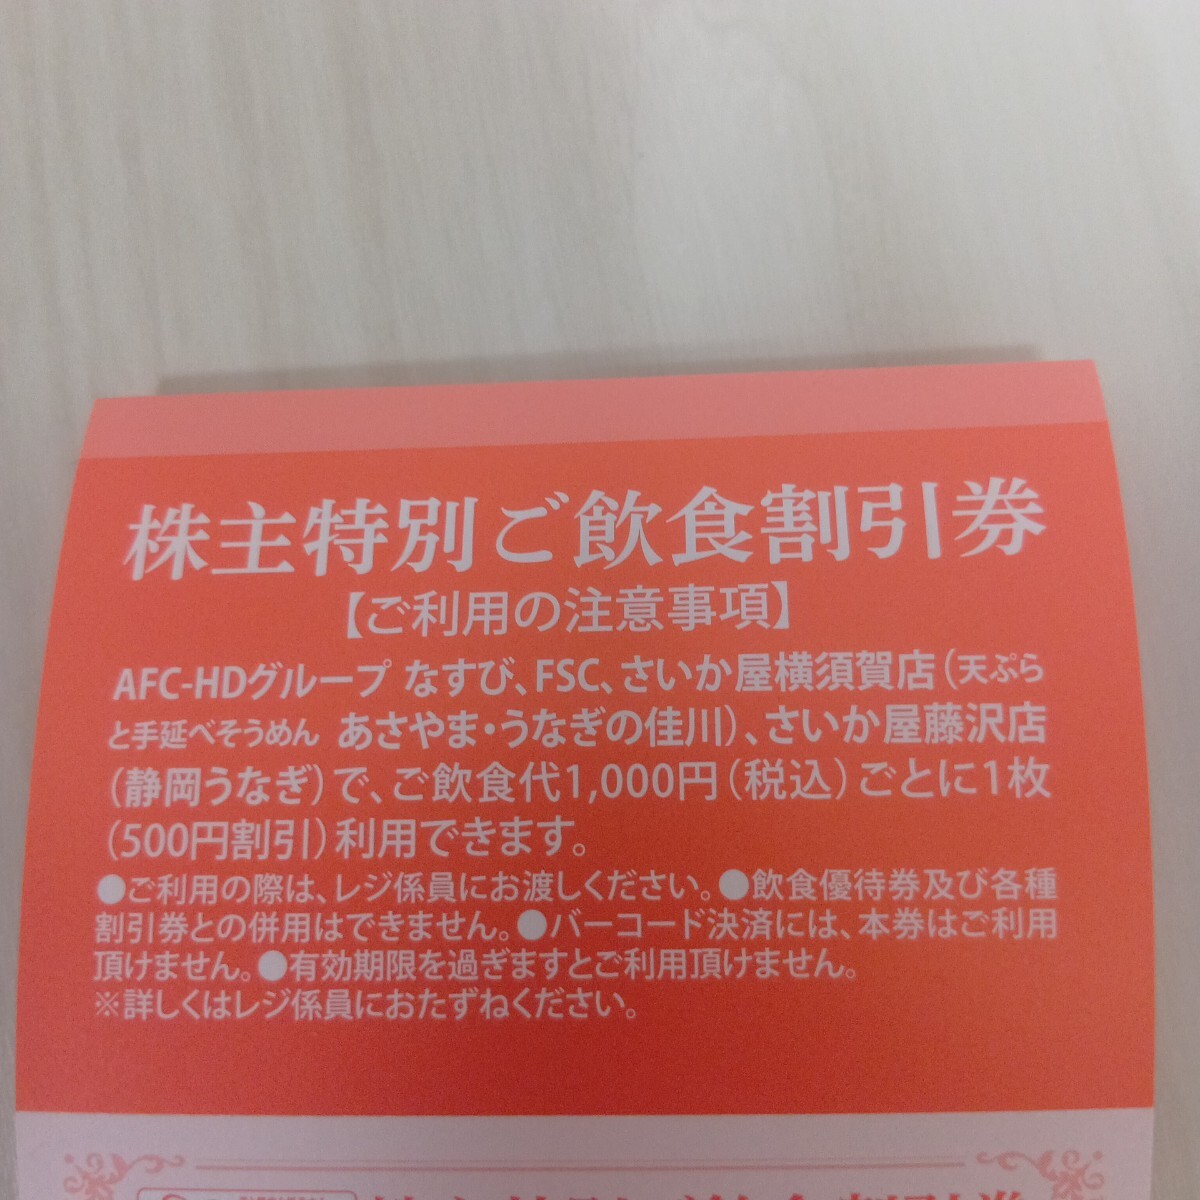 株主特別ご飲食割引券
【ご利用の注意事項】
AFC-HDグループ なすび、FSC、さいか屋横須賀店（天ぷら
と手延べそうめん あさやま・うなぎの佳川）、さいか屋藤沢店
（静岡うなぎ）で、ご飲食代1,000円（税込）ごとに1枚
（500円割引）利用できます。
●ご利用の際は、レジ係員にお渡しください。●飲食優待券及び各種
割引券との併用はできません。●バーコード決済には、本券はご利用
頂けません。●有効期限を過ぎますとご利用頂けません。
※詳しくはレジ係員におたずねください。